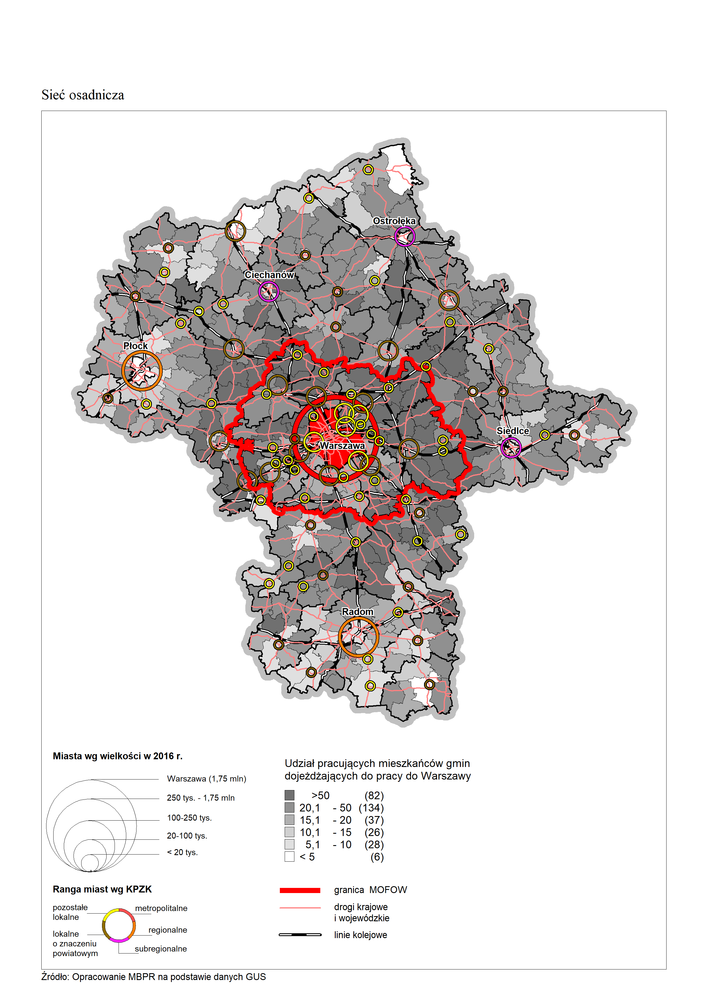 Sieć osadnicza
Ostrołęka
Ciechanów
Płock
Siedlce
Warszawa
Radom
Miasta wg wielkości w 2016 r.
Warszawa (1,75 mln)
250 tys. - 1,75 mln
100-250 tys.
20-100 tys.
< 20 tys.
Ranga miast wg KPZK
pozostałe
lokalne
metropolitalne
regionalne
lokalne
o znaczeniu
powiatowym
subregionalne
Udział pracujących mieszkańców gmin
dojeżdżających do pracy do Warszawy
>50 (82)
20,1 - 50 (134)
15,1 - 20 (37)
10,1 - 15 (26)
5,1 - 10 (28)
< 5 (6)
granica MOFOW
drogi krajowe
i wojewódzkie
linie kolejowe
Źródło: Opracowanie MBPR na podstawie danych GUS